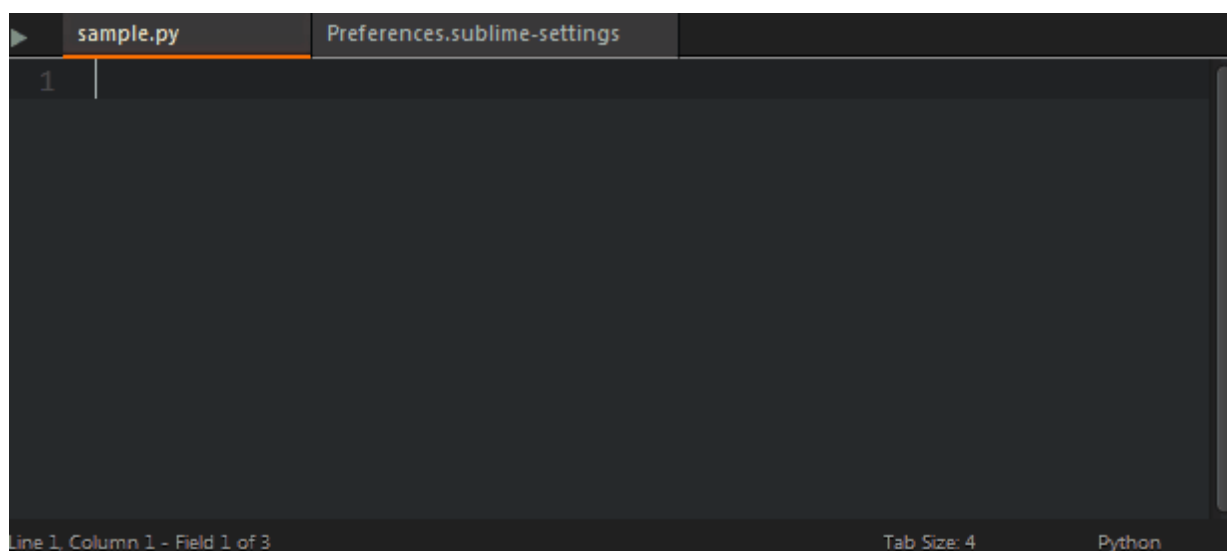 sample.py Preferences.sublime-settings
1
Line 1, Column 1 - Field 1 of 3 Tab Size: 4 Python